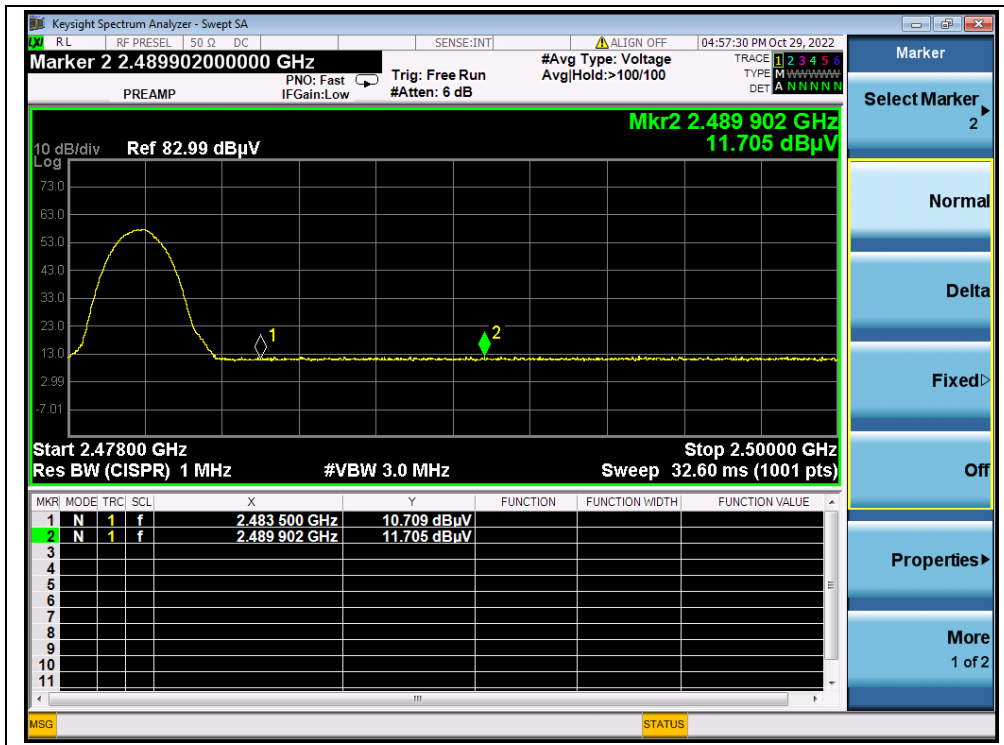 Keysight Spectrum Analyzer - Swept SA
LXI RL RF PRESEL 50 Ω DC SENSE:INT ALIGN OFF 04:57:30 PM Oct 29, 2022
Marker 2 2.489902000000 GHz
PREAMP
PNO: Fast
IFGain:Low
Trig: Free Run
#Atten: 6 dB
#Avg Type: Voltage
Avg|Hold:>100/100
TRACE 1 2 3 4 5 6
TYPE M W W W W W
DET A N N N N N
Mkr2 2.489 902 GHz
11.705 dBµV
10 dB/div Ref 82.99 dBµV
Log
73.0
63.0
53.0
43.0
33.0
23.0
13.0
2.99
-7.01
1
2
Start 2.47800 GHz Stop 2.50000 GHz
Res BW (CISPR) 1 MHz #VBW 3.0 MHz Sweep 32.60 ms (1001 pts)
MKR MODE TRC SCL X Y FUNCTION FUNCTION WIDTH FUNCTION VALUE
1 N 1 f 2.483 500 GHz 10.709 dBµV
2 N 1 f 2.489 902 GHz 11.705 dBµV
3
4
5
6
7
8
9
10
11
MSG STATUS
Marker
Select Marker
2
Normal
Delta
Fixed
Off
Properties
More
1 of 2